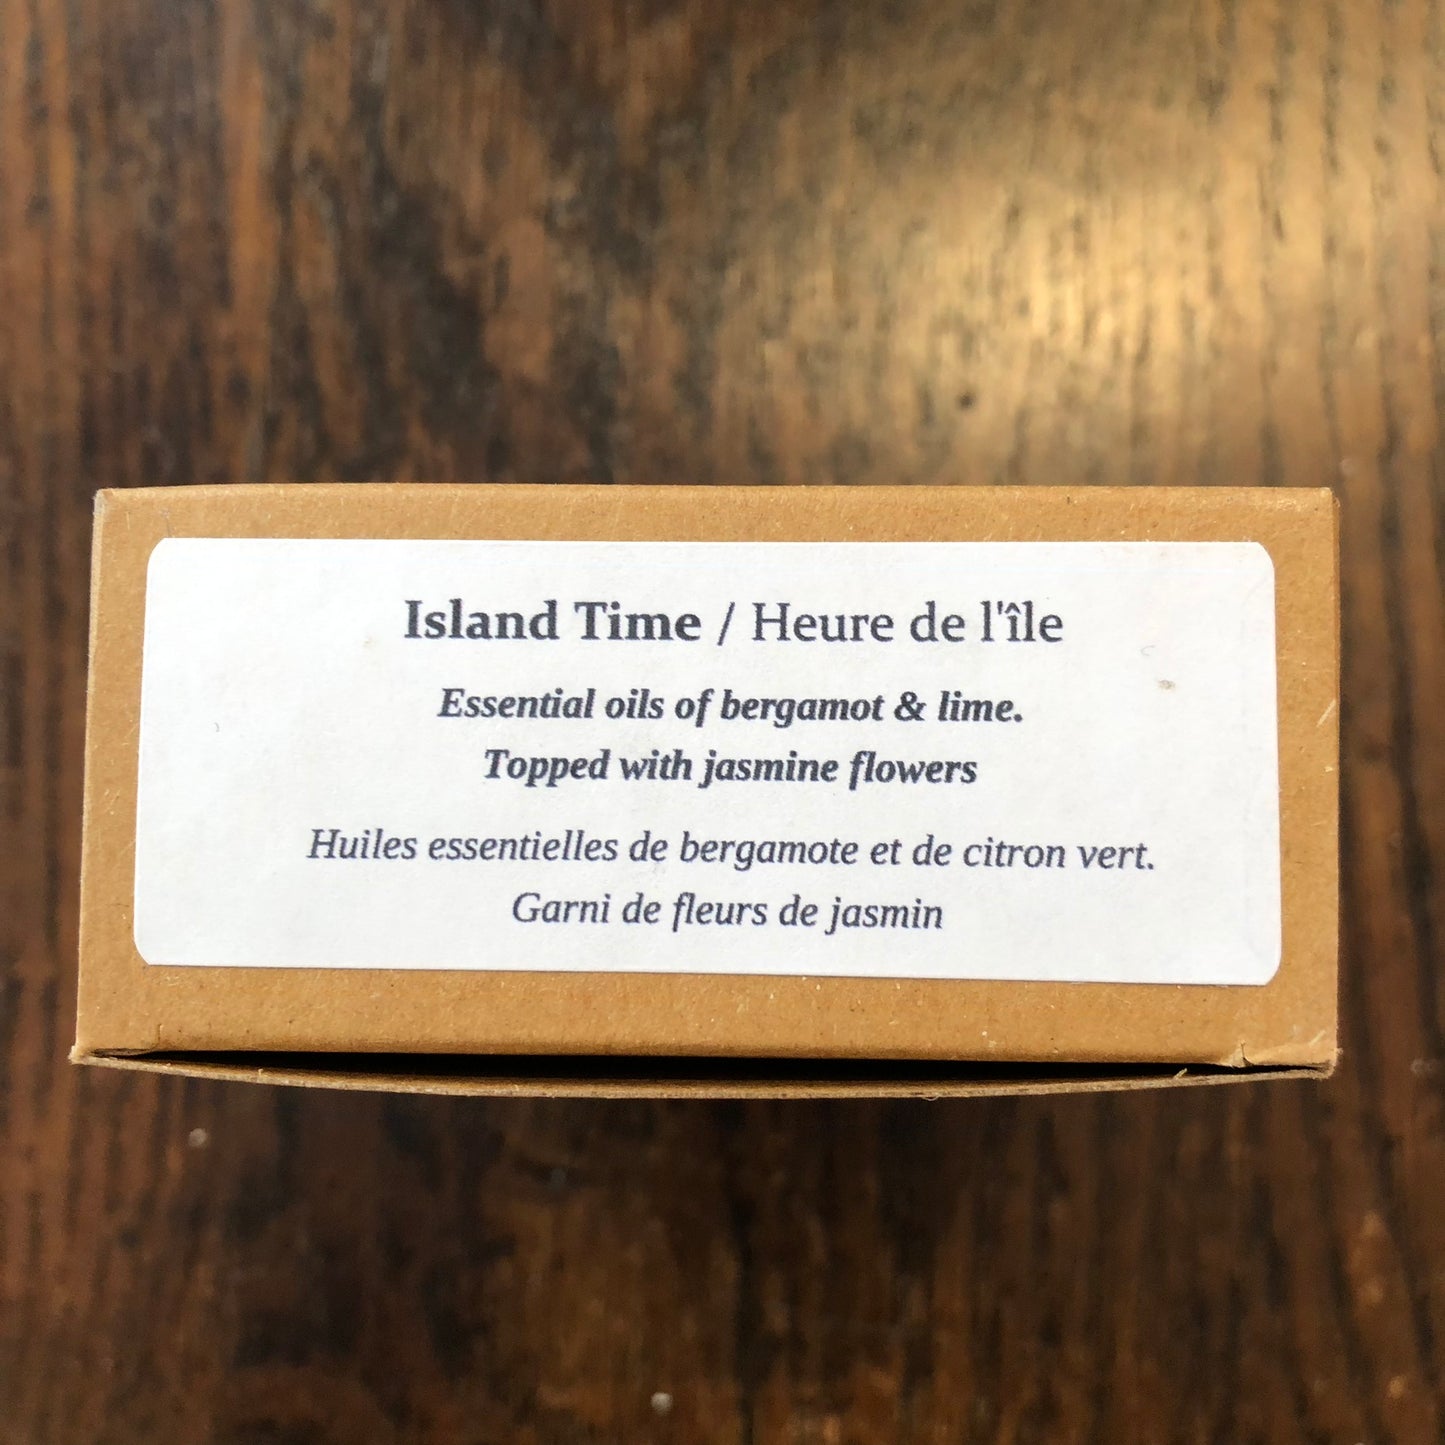 Island Time / Heure de l'île
Essential oils of bergamot & lime.
Topped with jasmine flowers
Huiles essentielles de bergamote et de citron vert.
Garni de fleurs de jasmin